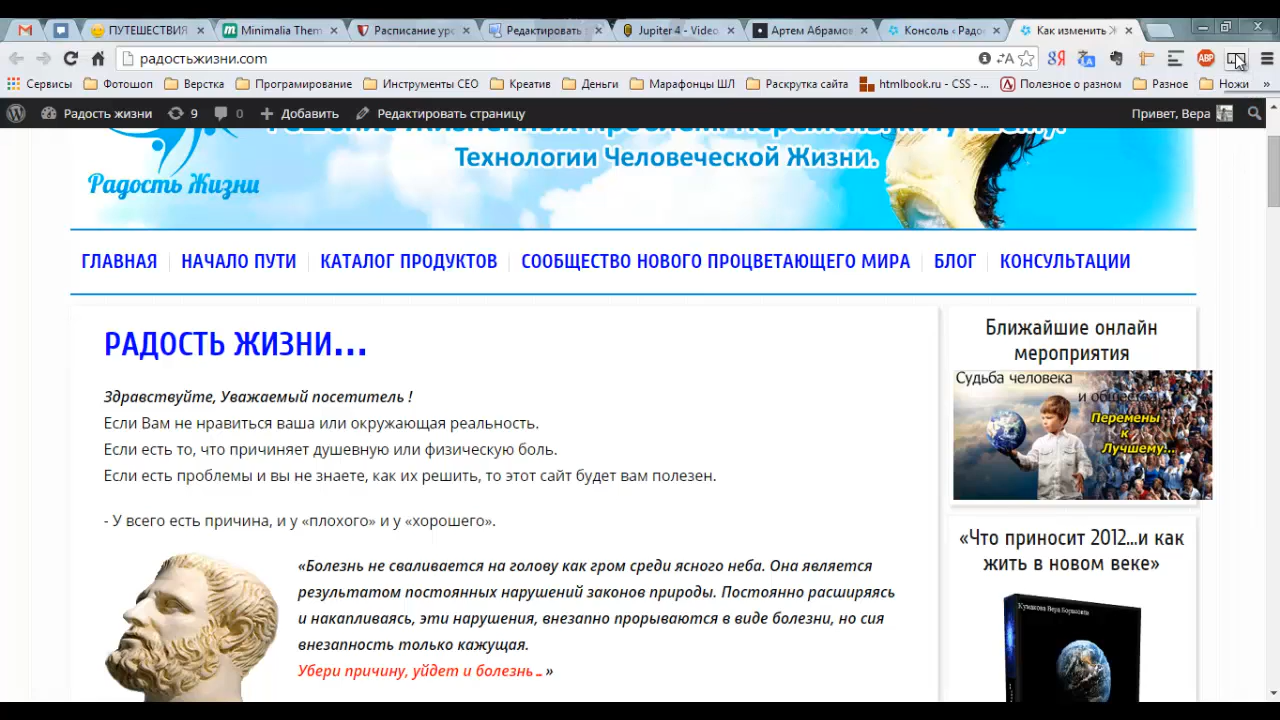 ПУТЕШЕСТВИЯ
Minimalia Them
Расписание уро
Редактировать
Jupiter 4 - Video
Артем Абрамов
Консоль ‹ Радо
Как изменить Ж
радостьжизни.com
Я
ABP
Сервисы
Фотошоп
Верстка
Програмирование
Инструменты СЕО
Креатив
Деньги
Марафонцы ШЛ
Раскрутка сайта
htmlbook.ru - CSS - ...
Полезное о разном
Разное
Ножи
»
Радость жизни
9
0
Добавить
Редактировать страницу
Привет, Вера
Технологии Человеческой Жизни.
Радость Жизни
ГЛАВНАЯ
НАЧАЛО ПУТИ
КАТАЛОГ ПРОДУКТОВ
СООБЩЕСТВО НОВОГО ПРОЦВЕТАЮЩЕГО МИРА
БЛОГ
КОНСУЛЬТАЦИИ
РАДОСТЬ ЖИЗНИ...
Здравствуйте, Уважаемый посетитель !
Если Вам не нравиться ваша или окружающая реальность.
Если есть то, что причиняет душевную или физическую боль.
Если есть проблемы и вы не знаете, как их решить, то этот сайт будет вам полезен.
- У всего есть причина, и у «плохого» и у «хорошего».
«Болезнь не сваливается на голову как гром среди ясного неба. Она является
результатом постоянных нарушений законов природы. Постоянно расширяясь
и накапливаясь, эти нарушения, внезапно прорываются в виде болезни, но сия
внезапность только кажущая.
Убери причину, уйдет и болезнь...»
Ближайшие онлайн
мероприятия
Судьба человека
и общества
Перемены
к
Лучшему...
«Что приносит 2012...и как
жить в новом веке»